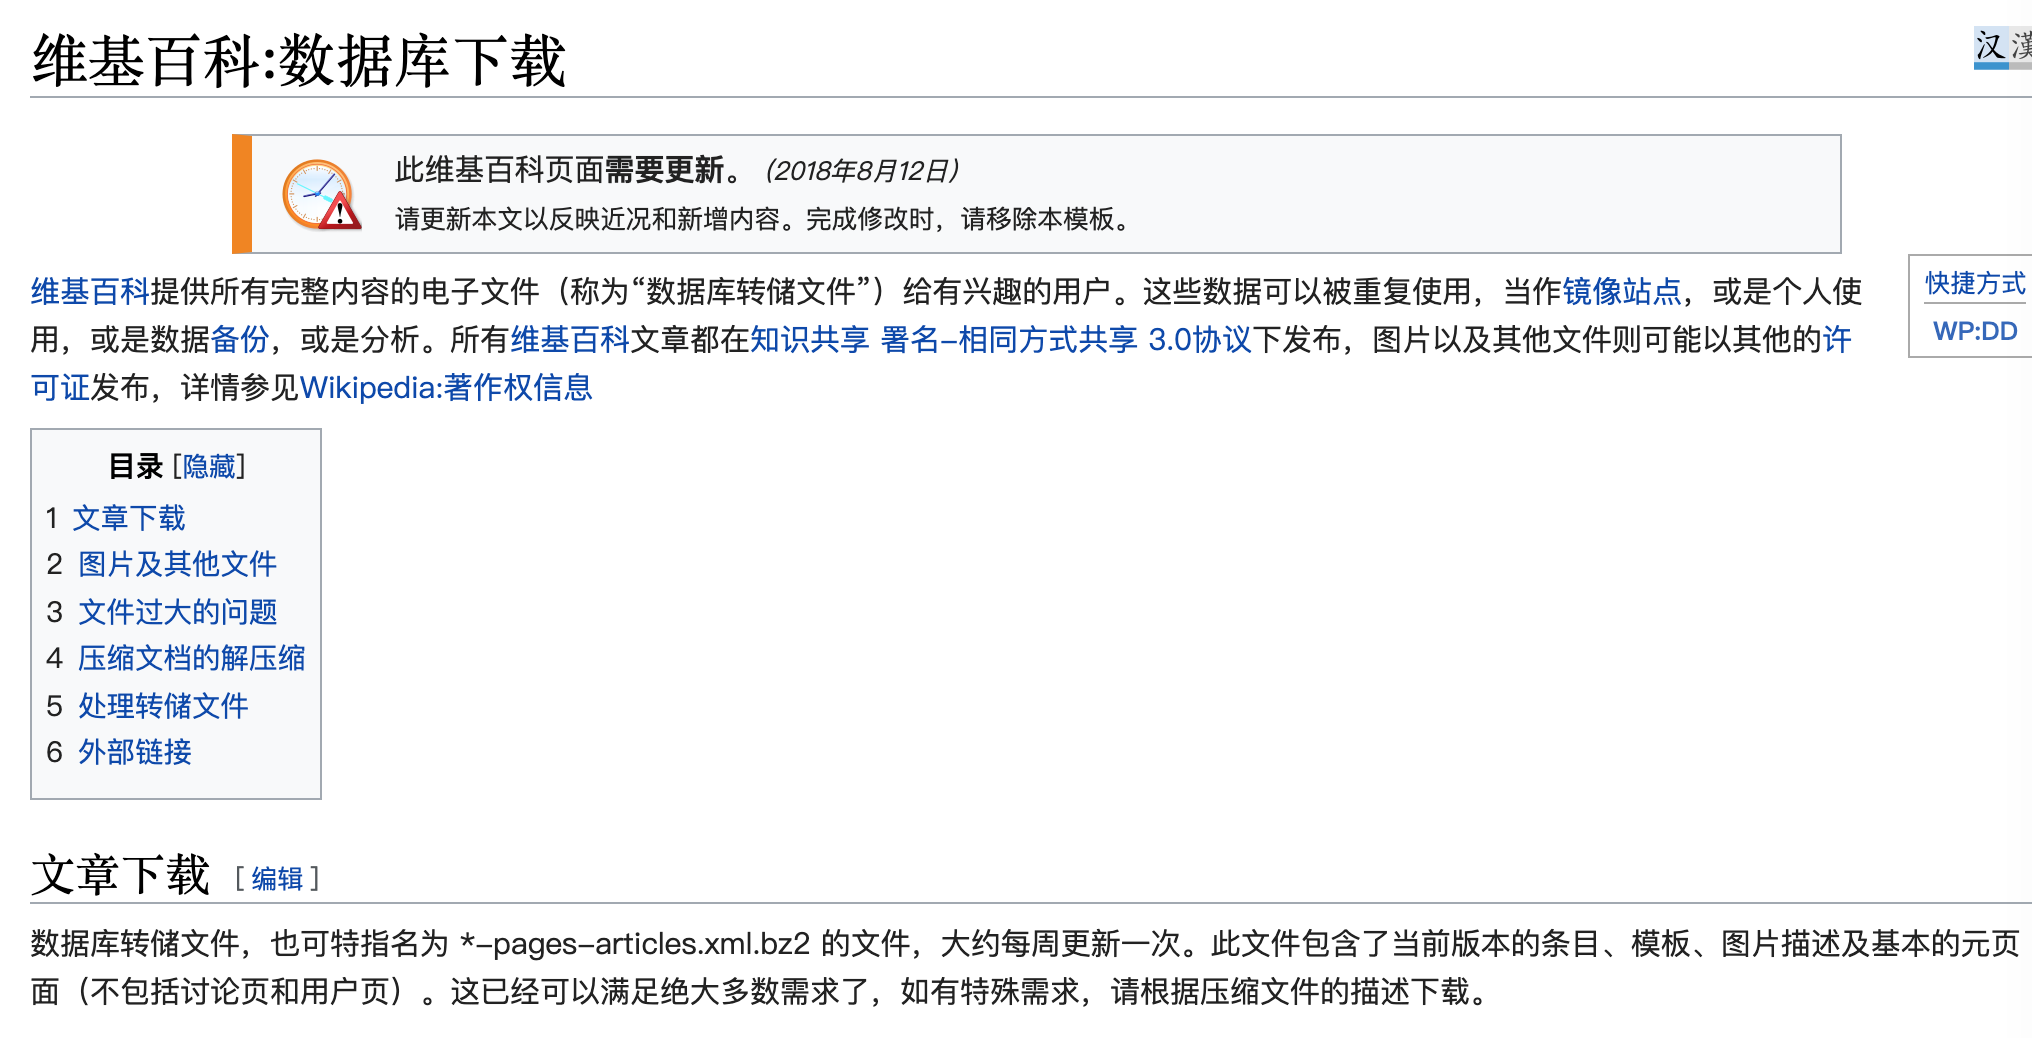 维基百科:数据库下载
汉 漢
此维基百科页面需要更新。 (2018年8月12日)
请更新本文以反映近况和新增内容。完成修改时，请移除本模板。
维基百科提供所有完整内容的电子文件（称为“数据库转储文件”）给有兴趣的用户。这些数据可以被重复使用，当作镜像站点，或是个人使
用，或是数据备份，或是分析。所有维基百科文章都在知识共享 署名-相同方式共享 3.0协议下发布，图片以及其他文件则可能以其他的许
可证发布，详情参见Wikipedia:著作权信息
快捷方式
WP:DD
目录 [隐藏]
1 文章下载
2 图片及其他文件
3 文件过大的问题
4 压缩文档的解压缩
5 处理转储文件
6 外部链接
文章下载 [ 编辑 ]
数据库转储文件，也可特指名为 *-pages-articles.xml.bz2 的文件，大约每周更新一次。此文件包含了当前版本的条目、模板、图片描述及基本的元页
面（不包括讨论页和用户页）。这已经可以满足绝大多数需求了，如有特殊需求，请根据压缩文件的描述下载。